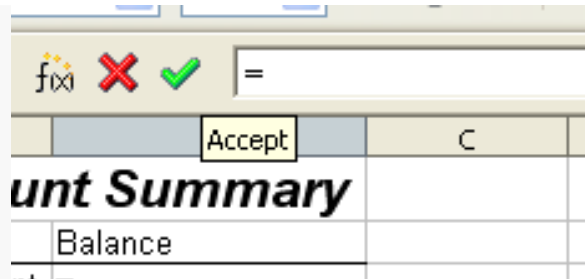 f(x) =
Accept
C
unt Summary
Balance
=